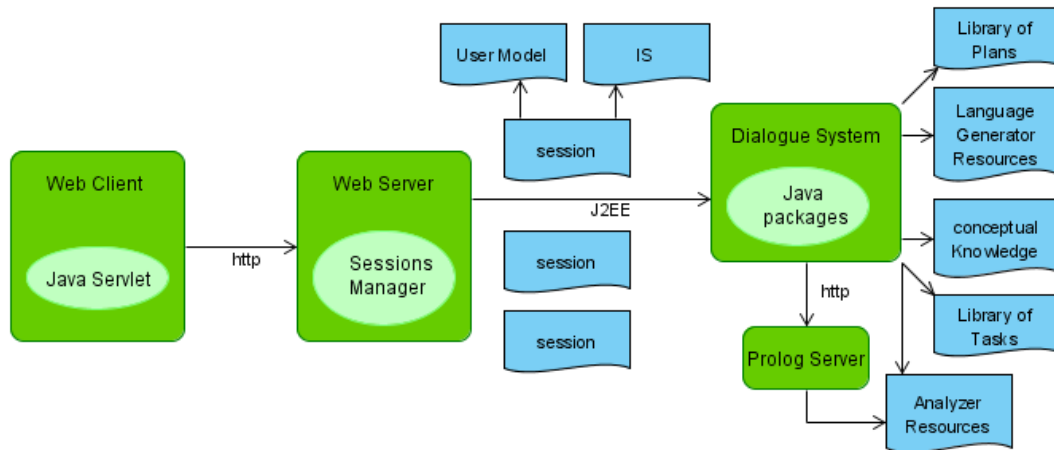 Web Client
Java Servlet
http
Web Server
Sessions
Manager
User Model
IS
session
J2EE
session
session
Dialogue System
Java
packages
http
Prolog Server
Library of
Plans
Language
Generator
Resources
conceptual
Knowledge
Library of
Tasks
Analyzer
Resources